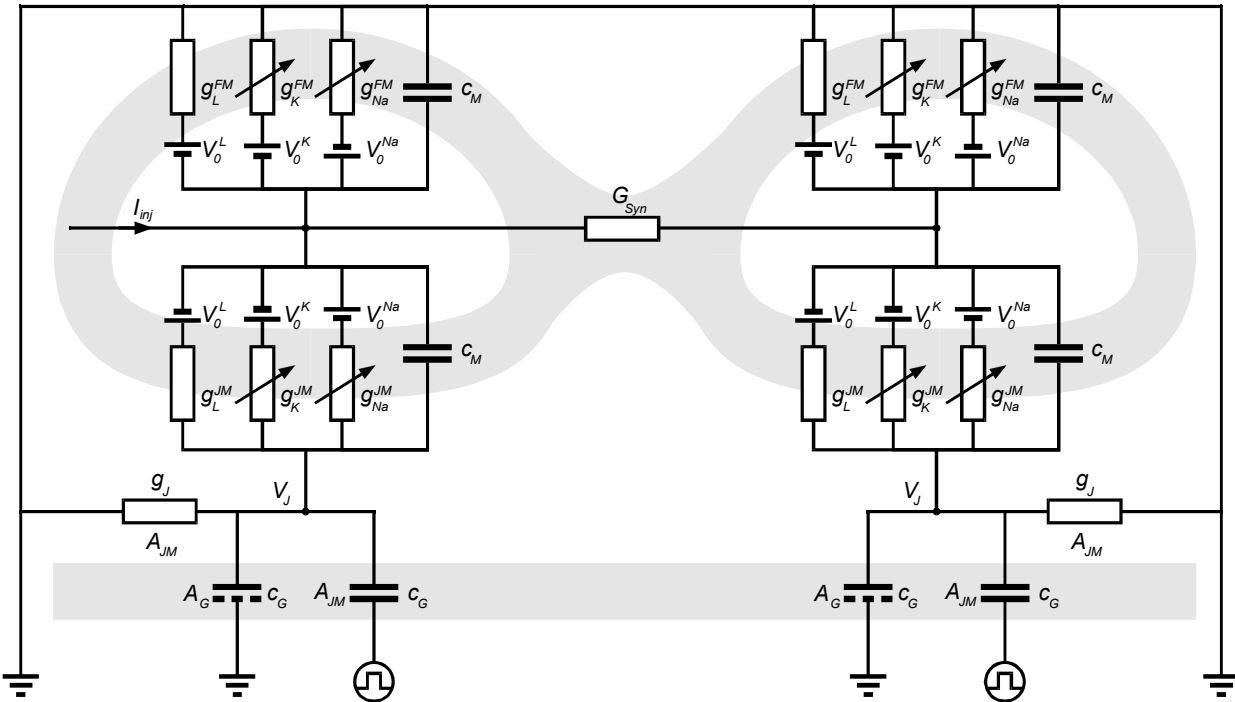 g_L^FM g_K^FM g_Na^FM c_M g_L^FM g_K^FM g_Na^FM c_M
V_0^L V_0^K V_0^Na V_0^L V_0^K V_0^Na
I_inj G_Syn
V_0^L V_0^K V_0^Na V_0^L V_0^K V_0^Na
c_M c_M
g_L^JM g_K^JM g_Na^JM g_L^JM g_K^JM g_Na^JM
g_J V_J V_J g_J
A_JM A_JM
A_G c_G A_JM c_G A_G c_G A_JM c_G